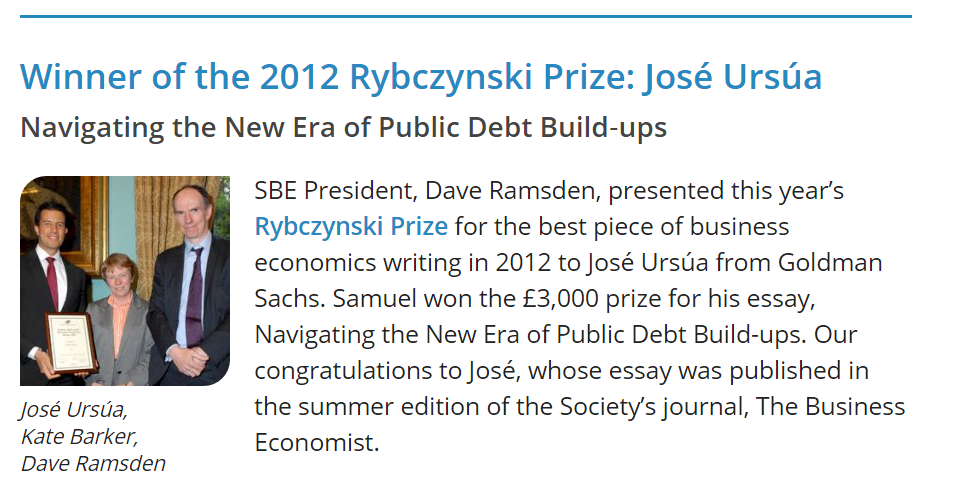 Winner of the 2012 Rybczynski Prize: José Ursúa
Navigating the New Era of Public Debt Build-ups
SBE President, Dave Ramsden, presented this year’s
Rybczynski Prize for the best piece of business
economics writing in 2012 to José Ursúa from Goldman
Sachs. Samuel won the £3,000 prize for his essay,
Navigating the New Era of Public Debt Build-ups. Our
congratulations to José, whose essay was published in
the summer edition of the Society’s journal, The Business
Economist.
José Ursúa,
Kate Barker,
Dave Ramsden